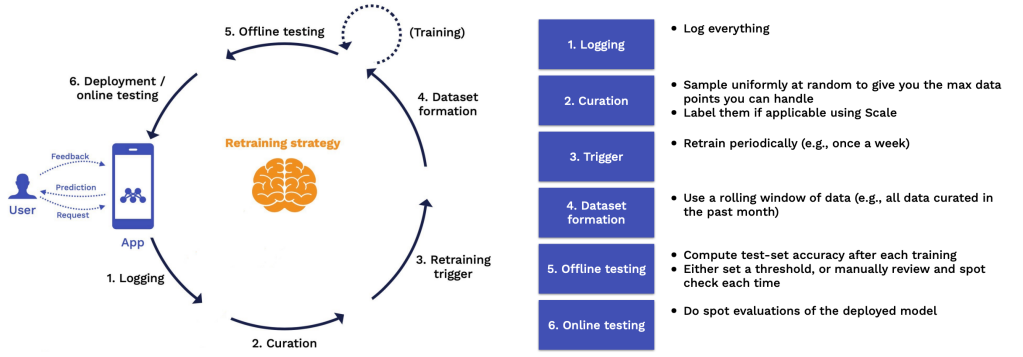 5. Offline testing
(Training)
6. Deployment /
online testing
4. Dataset
formation
Retraining strategy
Feedback
Prediction
Request
User
App
1. Logging
3. Retraining
trigger
2. Curation
1. Logging
• Log everything
2. Curation
• Sample uniformly at random to give you the max data
points you can handle
• Label them if applicable using Scale
3. Trigger
• Retrain periodically (e.g., once a week)
4. Dataset
formation
• Use a rolling window of data (e.g., all data curated in
the past month)
5. Offline testing
• Compute test-set accuracy after each training
• Either set a threshold, or manually review and spot
check each time
6. Online testing
• Do spot evaluations of the deployed model